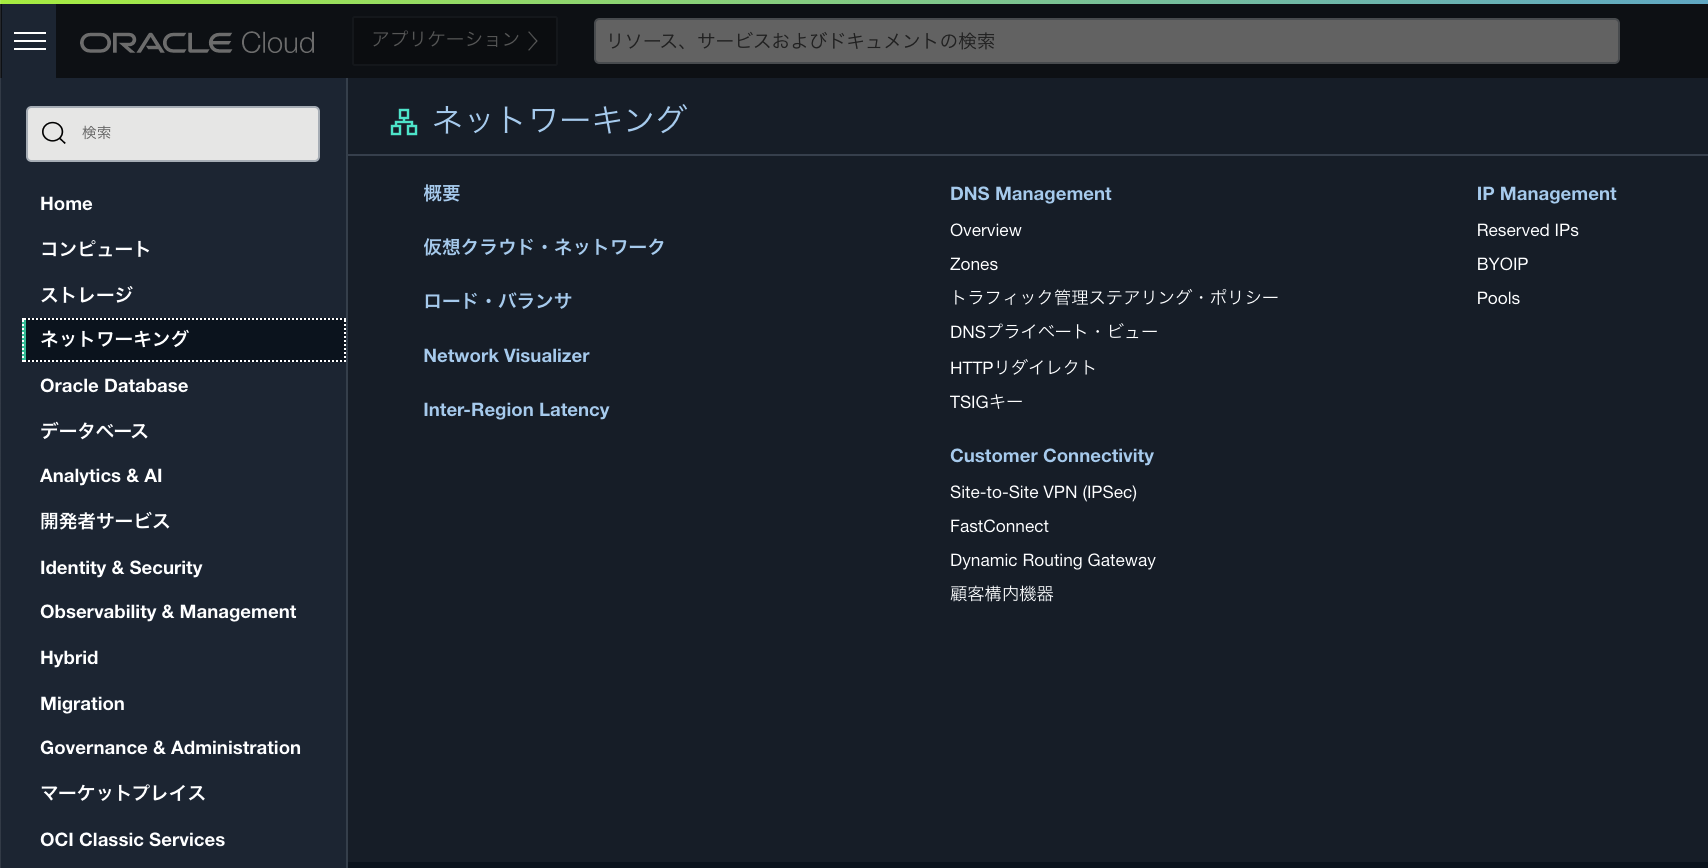 ORACLE Cloud
アプリケーション
リソース、サービスおよびドキュメントの検索
検索
Home
コンピュート
ストレージ
ネットワーキング
Oracle Database
データベース
Analytics & AI
開発者サービス
Identity & Security
Observability & Management
Hybrid
Migration
Governance & Administration
マーケットプレイス
OCI Classic Services
ネットワーキング
概要
仮想クラウド・ネットワーク
ロード・バランサ
Network Visualizer
Inter-Region Latency
DNS Management
Overview
Zones
トラフィック管理ステアリング・ポリシー
DNSプライベート・ビュー
HTTPリダイレクト
TSIGキー
Customer Connectivity
Site-to-Site VPN (IPSec)
FastConnect
Dynamic Routing Gateway
顧客構内機器
IP Management
Reserved IPs
BYOIP
Pools